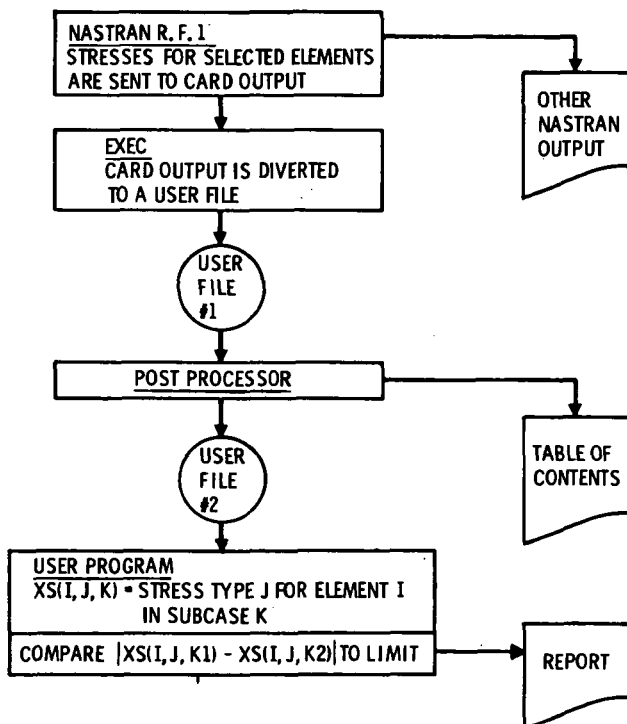 NASTRAN R. F. 1
STRESSES FOR SELECTED ELEMENTS
ARE SENT TO CARD OUTPUT
OTHER
NASTRAN
OUTPUT
EXEC
CARD OUTPUT IS DIVERTED
TO A USER FILE
USER
FILE
#1
POST PROCESSOR
TABLE OF
CONTENTS
USER
FILE
#2
USER PROGRAM
XS(I, J, K) = STRESS TYPE J FOR ELEMENT I
IN SUBCASE K
COMPARE |XS(I, J, K1) - XS(I, J, K2)| TO LIMIT
REPORT